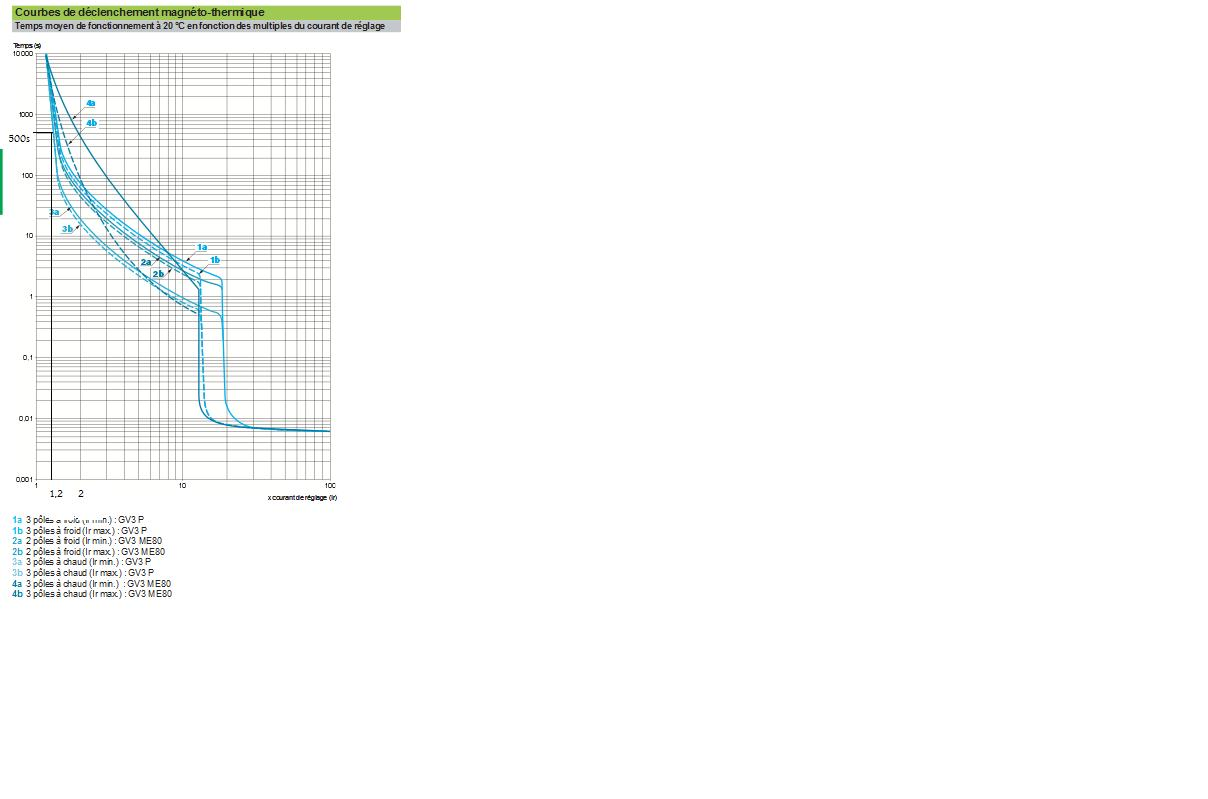 Courbes de déclenchement magnéto-thermique
Temps moyen de fonctionnement à 20 °C en fonction des multiples du courant de réglage
Temps (s)
10 000
4a
1000
4b
500s
100
3a
3b
10
1a
2a
1b
2b
1
0,1
0,01
0,001
1
10
100
1,2 2
x courant de réglage (Ir)
1a 3 pôles à froid (Ir min.) : GV3 P
1b 3 pôles à froid (Ir max.) : GV3 P
2a 2 pôles à froid (Ir min.) : GV3 ME80
2b 2 pôles à froid (Ir max.) : GV3 ME80
3a 3 pôles à chaud (Ir min.) : GV3 P
3b 3 pôles à chaud (Ir max.) : GV3 P
4a 3 pôles à chaud (Ir min.) : GV3 ME80
4b 3 pôles à chaud (Ir max.) : GV3 ME80